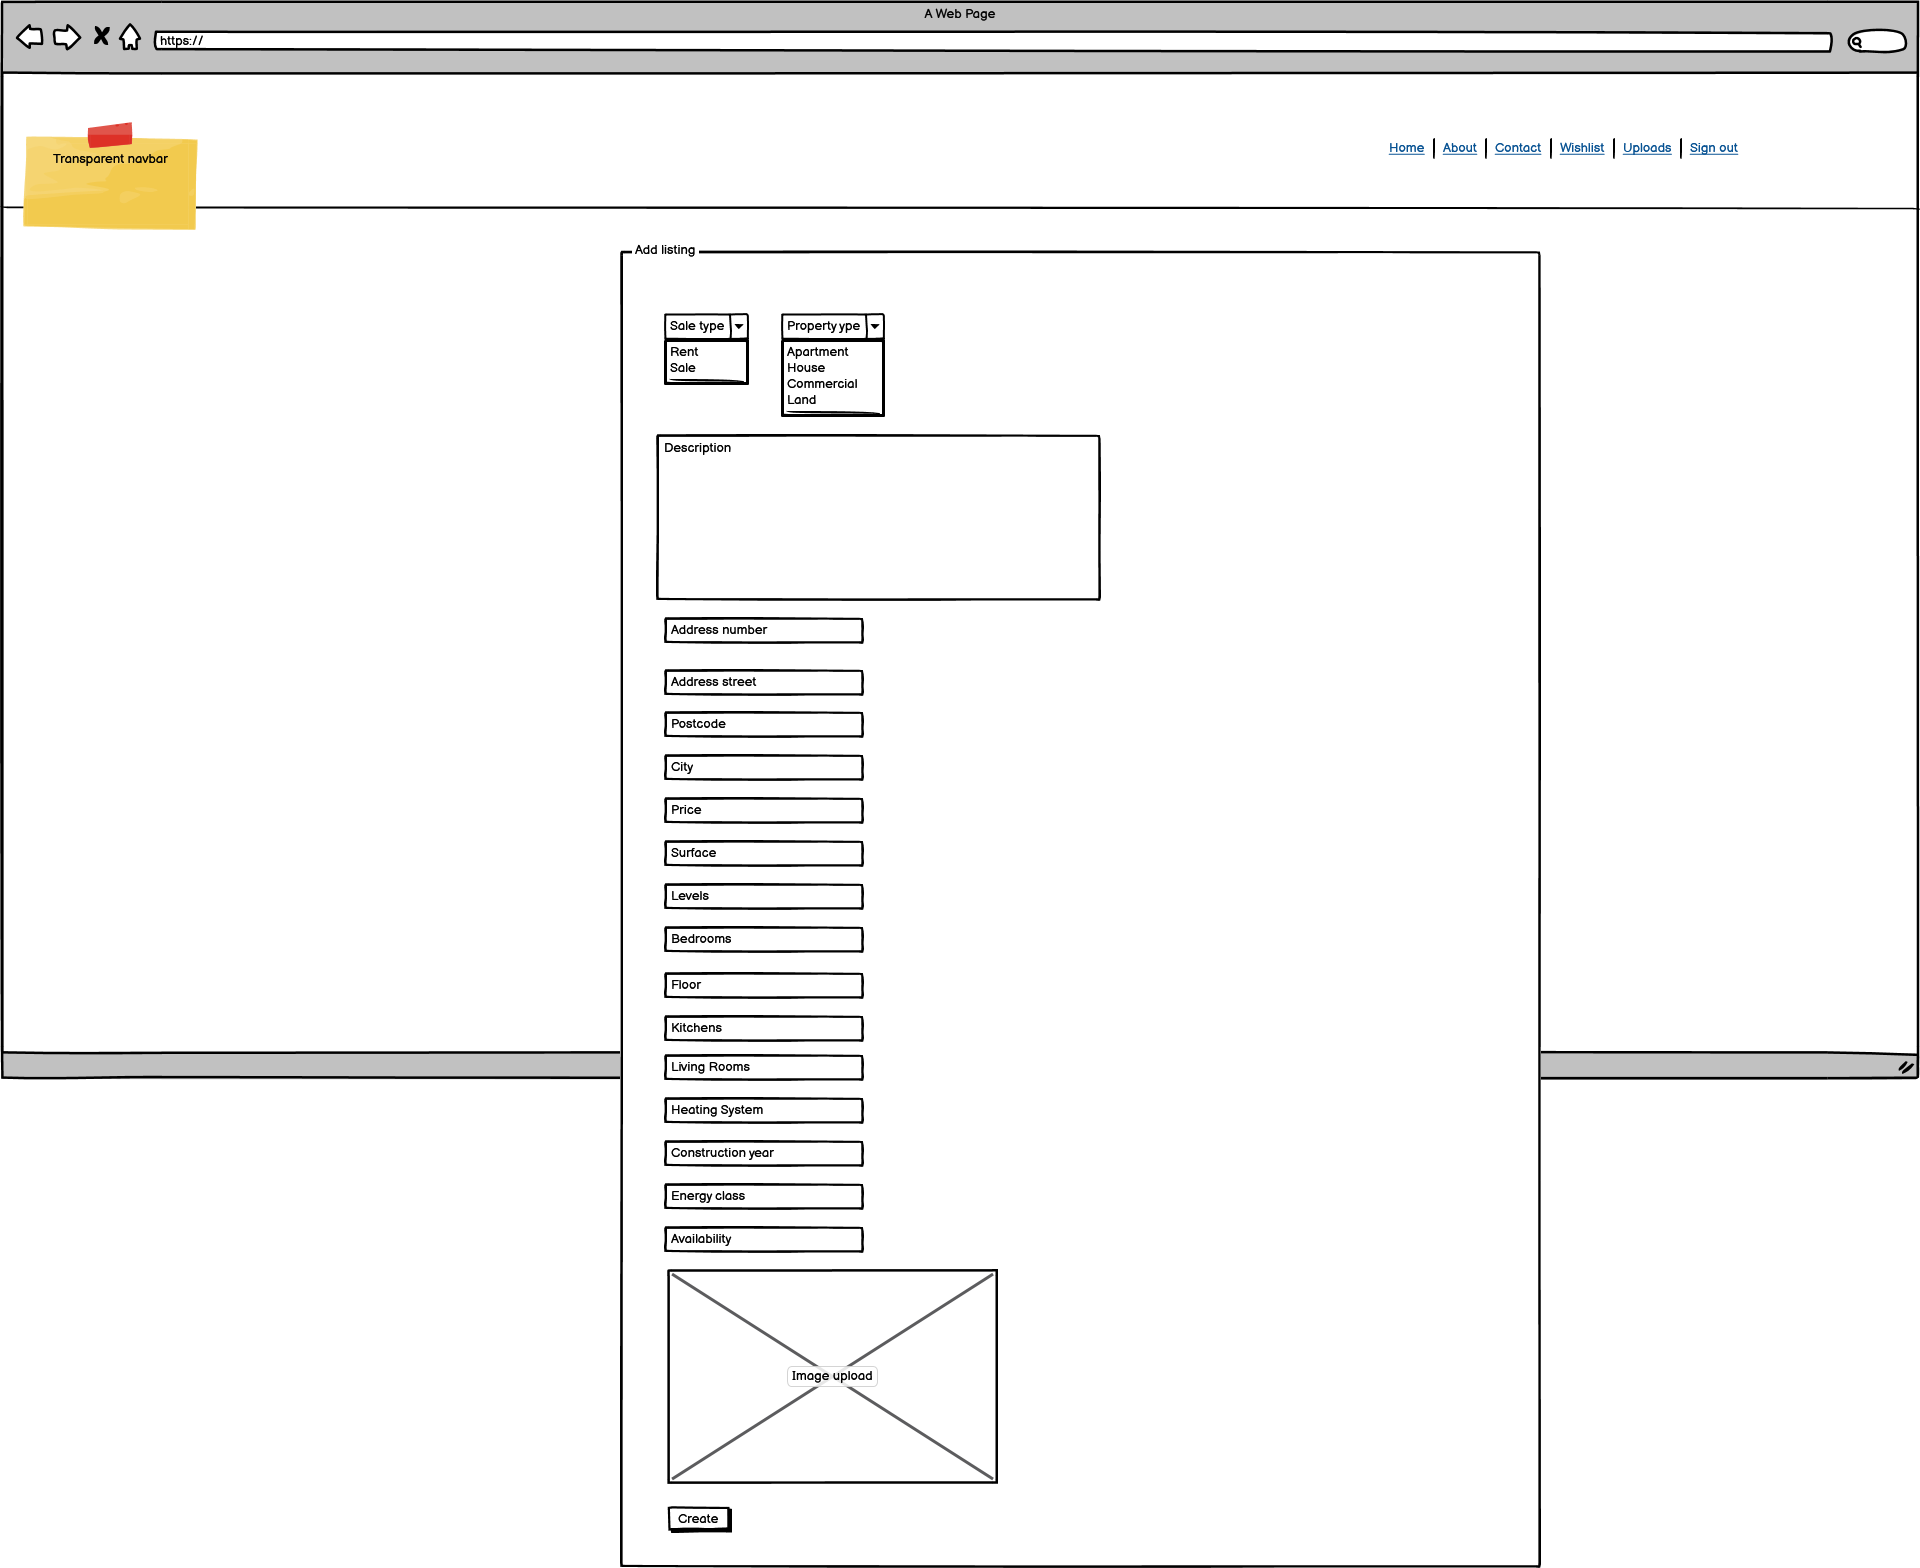 A Web Page
https://
Transparent navbar
Home About Contact Wishlist Uploads Sign out
Add listing
Sale type
Rent
Sale
Property ype
Apartment
House
Commercial
Land
Description
Address number
Address street
Postcode
City
Price
Surface
Levels
Bedrooms
Floor
Kitchens
Living Rooms
Heating System
Construction year
Energy class
Availability
Image upload
Create